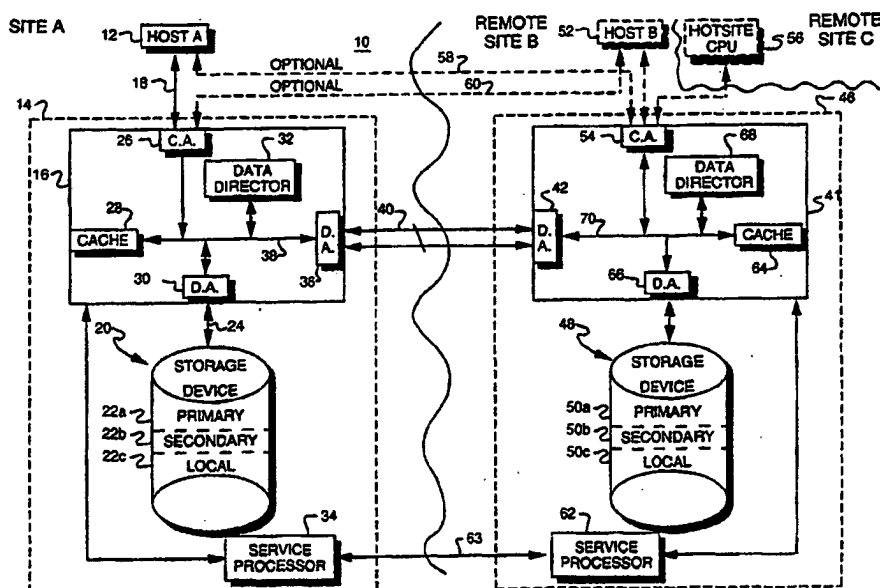 SITE A
12
HOST A
10
REMOTE
SITE B
52
HOST B
HOTSITE
CPU
56
REMOTE
SITE C
18
OPTIONAL
58
OPTIONAL
60
14
46
26
C.A.
32
16
DATA
DIRECTOR
28
CACHE
38
D.
A.
36
30
D.A.
24
40
54
C.A.
68
DATA
DIRECTOR
42
D.
A.
70
41
CACHE
64
66
D.A.
20
STORAGE
DEVICE
22a
PRIMARY
22b
SECONDARY
22c
LOCAL
48
STORAGE
DEVICE
50a
PRIMARY
50b
SECONDARY
50c
LOCAL
34
SERVICE
PROCESSOR
63
62
SERVICE
PROCESSOR